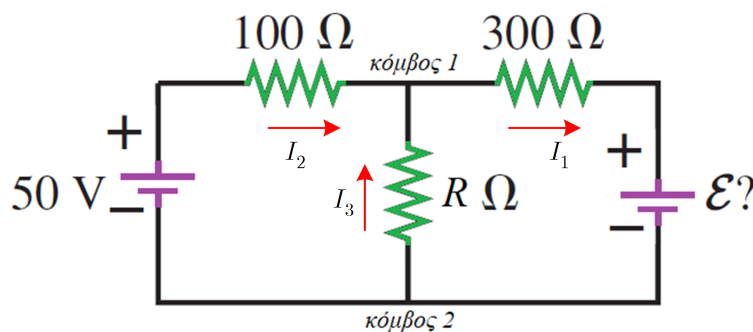 100 Ω
300 Ω
κόμβος 1
+
I₂
I₁
+
50 V
−
I₃
R Ω
ℰ?
−
κόμβος 2